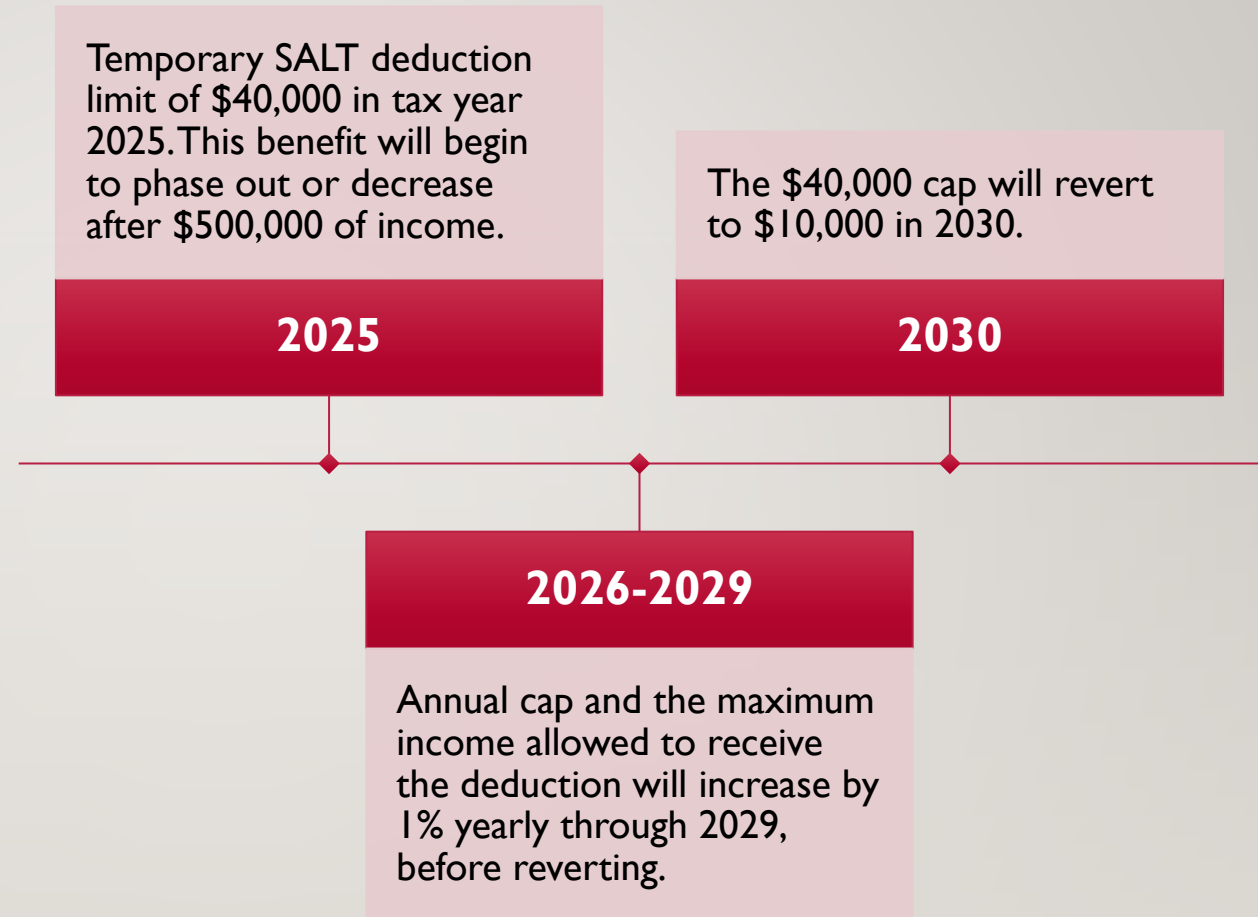 Temporary SALT deduction
limit of $40,000 in tax year
2025. This benefit will begin
to phase out or decrease
after $500,000 of income.
2025
Annual cap and the maximum
income allowed to receive
the deduction will increase by
1% yearly through 2029,
before reverting.
2026-2029
The $40,000 cap will revert
to $10,000 in 2030.
2030